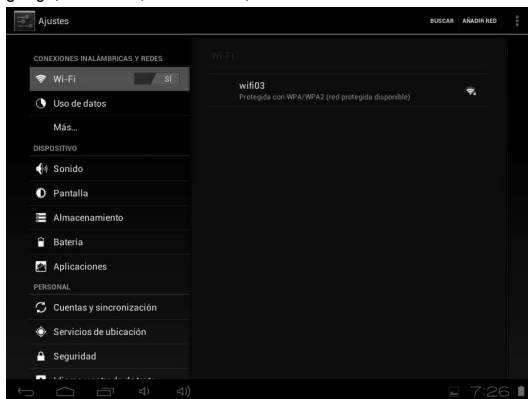 Ajustes
BUSCAR AÑADIR RED
CONEXIONES INALÁMBRICAS Y REDES
Wi-Fi SÍ
Uso de datos
Más...
DISPOSITIVO
Sonido
Pantalla
Almacenamiento
Batería
Aplicaciones
PERSONAL
Cuentas y sincronización
Servicios de ubicación
Seguridad
Wi-Fi
wifi03
Protegida con WPA/WPA2 (red protegida disponible)
7:26